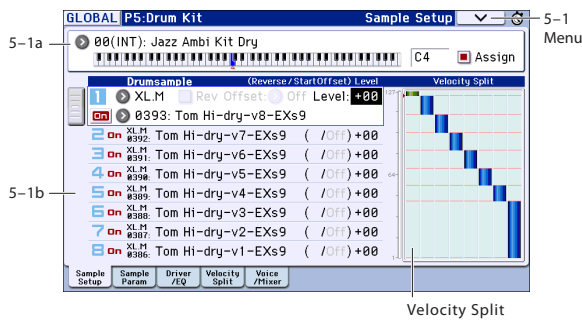 GLOBAL P5:Drum Kit Sample Setup
5–1 Menu
5–1a
00(INT): Jazz Ambi Kit Dry
C4 Assign
Drumsample (Reverse/StartOffset) Level Velocity Split
1 XL.M Rev Offset: Off Level: +00
On 0393: Tom Hi-dry-v8-EXs9
2 On XL.M 0392: Tom Hi-dry-v7-EXs9 ( /Off) +00
3 On XL.M 0391: Tom Hi-dry-v6-EXs9 ( /Off) +00
4 On XL.M 0390: Tom Hi-dry-v5-EXs9 ( /Off) +00
5 On XL.M 0389: Tom Hi-dry-v4-EXs9 ( /Off) +00
6 On XL.M 0388: Tom Hi-dry-v3-EXs9 ( /Off) +00
7 On XL.M 0387: Tom Hi-dry-v2-EXs9 ( /Off) +00
8 On XL.M 0386: Tom Hi-dry-v1-EXs9 ( /Off) +00
127
64
5–1b
Sample Setup
Sample Param
Driver /EQ
Velocity Split
Voice /Mixer
Velocity Split